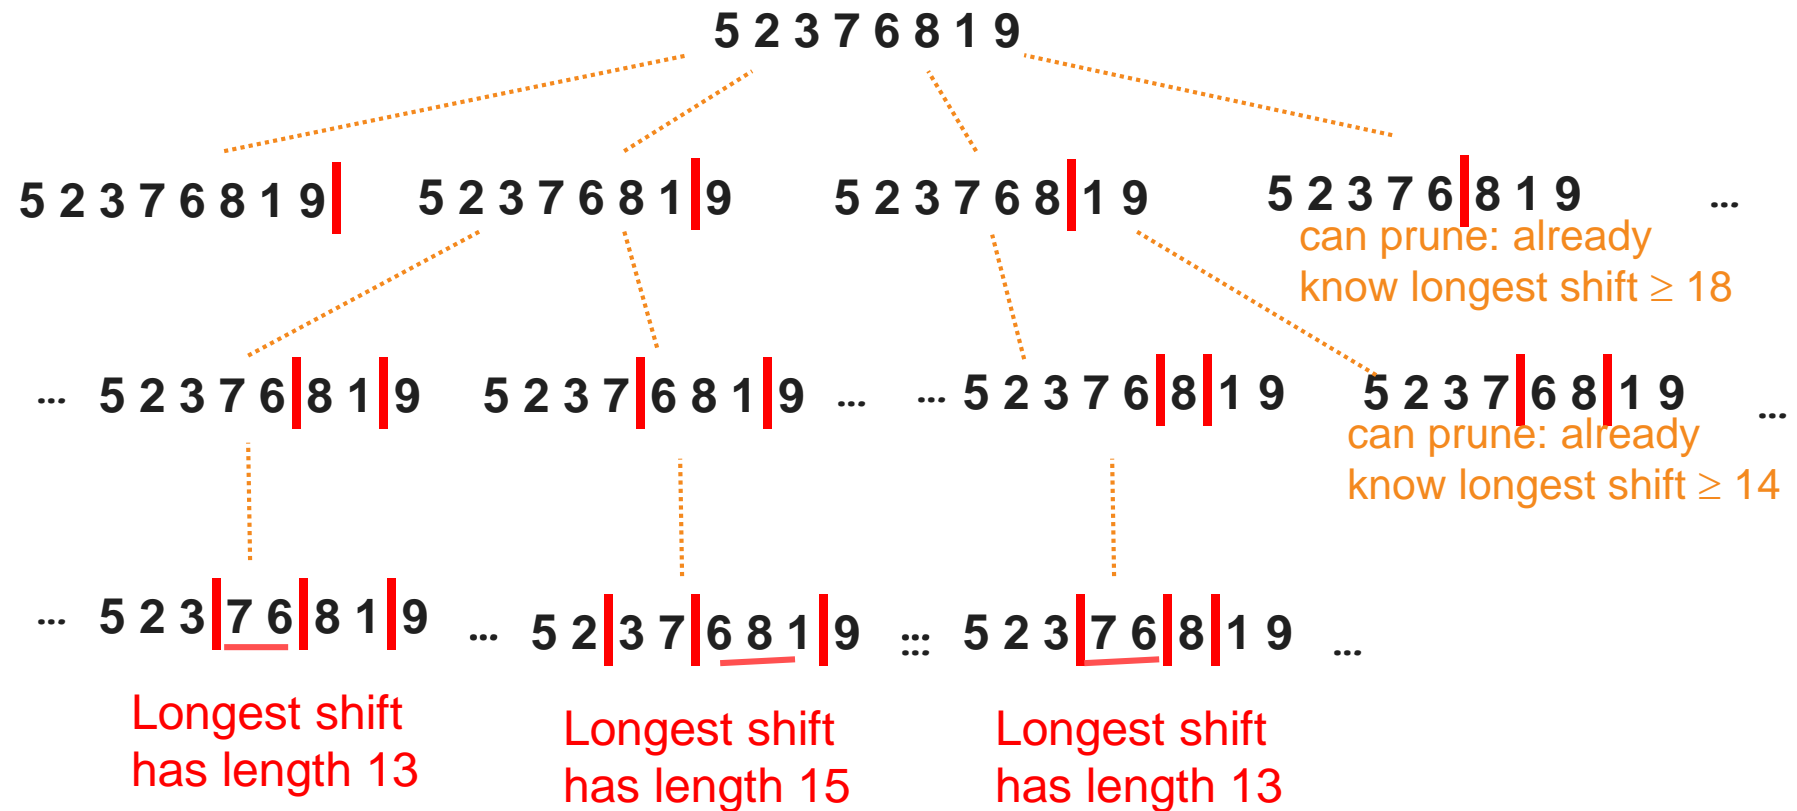 5 2 3 7 6 8 1 9
5 2 3 7 6 8 1 9| 5 2 3 7 6 8 1|9 5 2 3 7 6 8|1 9 5 2 3 7 6|8 1 9 ...
can prune: already
know longest shift ≥ 18
... 5 2 3 7 6|8 1|9 5 2 3 7|6 8 1|9 ... ... 5 2 3 7 6|8|1 9 5 2 3 7|6 8|1 9 ...
can prune: already
know longest shift ≥ 14
... 5 2 3|7 6|8 1|9 ... 5 2|3 7|6 8 1|9 ... ... 5 2 3|7 6|8|1 9 ...
Longest shift
has length 13
Longest shift
has length 15
Longest shift
has length 13